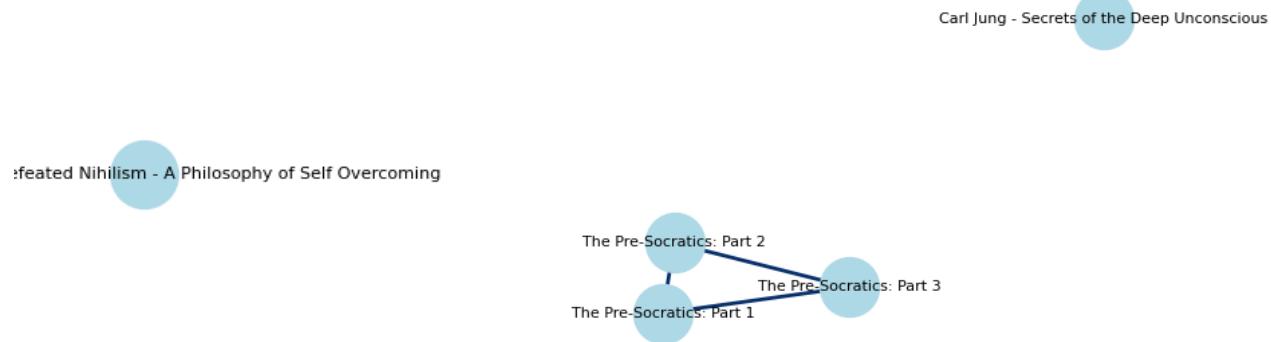 Carl Jung - Secrets of the Deep Unconscious
Nihilism - A Philosophy of Self Overcoming
The Pre-Socratics: Part 2
The Pre-Socratics: Part 3
The Pre-Socratics: Part 1